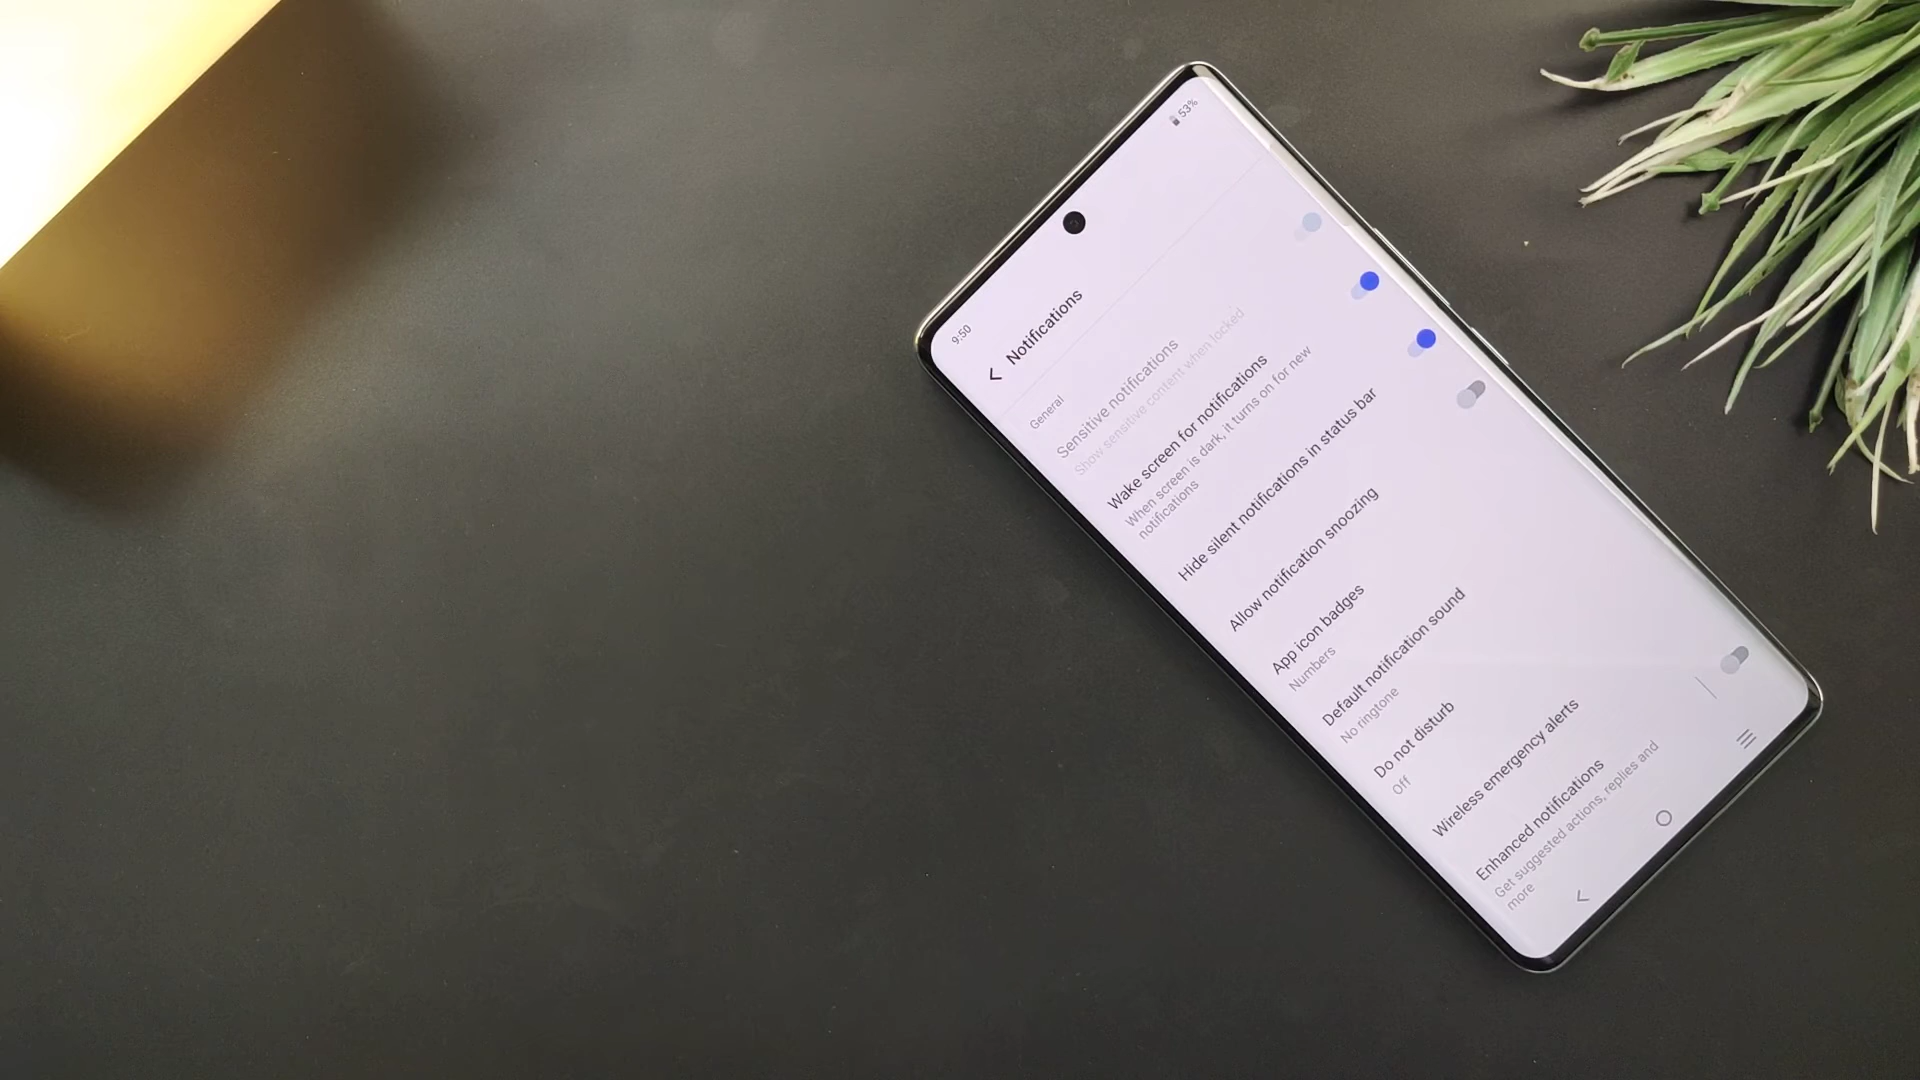 9:50
53%
Notifications
General
Sensitive notifications
Show sensitive content when locked
Wake screen for notifications
When screen is dark, it turns on for new
notifications
Hide silent notifications in status bar
Allow notification snoozing
App icon badges
Numbers
Default notification sound
No ringtone
Do not disturb
Off
Wireless emergency alerts
Enhanced notifications
Get suggested actions, replies and
more